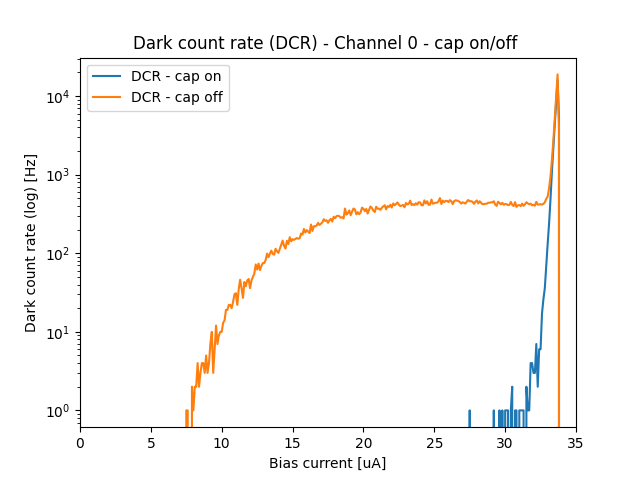 Dark count rate (DCR) - Channel 0 - cap on/off
DCR - cap on
DCR - cap off
Dark count rate (log) [Hz]
10⁴
10³
10²
10¹
10⁰
0 5 10 15 20 25 30 35
Bias current [uA]